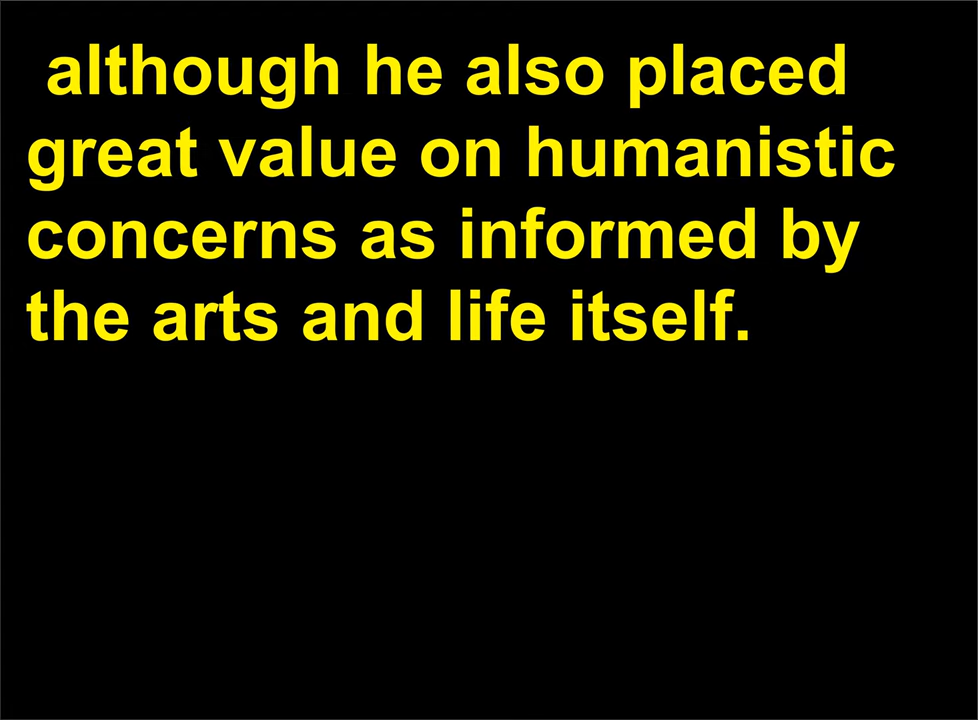 although he also placed
great value on humanistic
concerns as informed by
the arts and life itself.